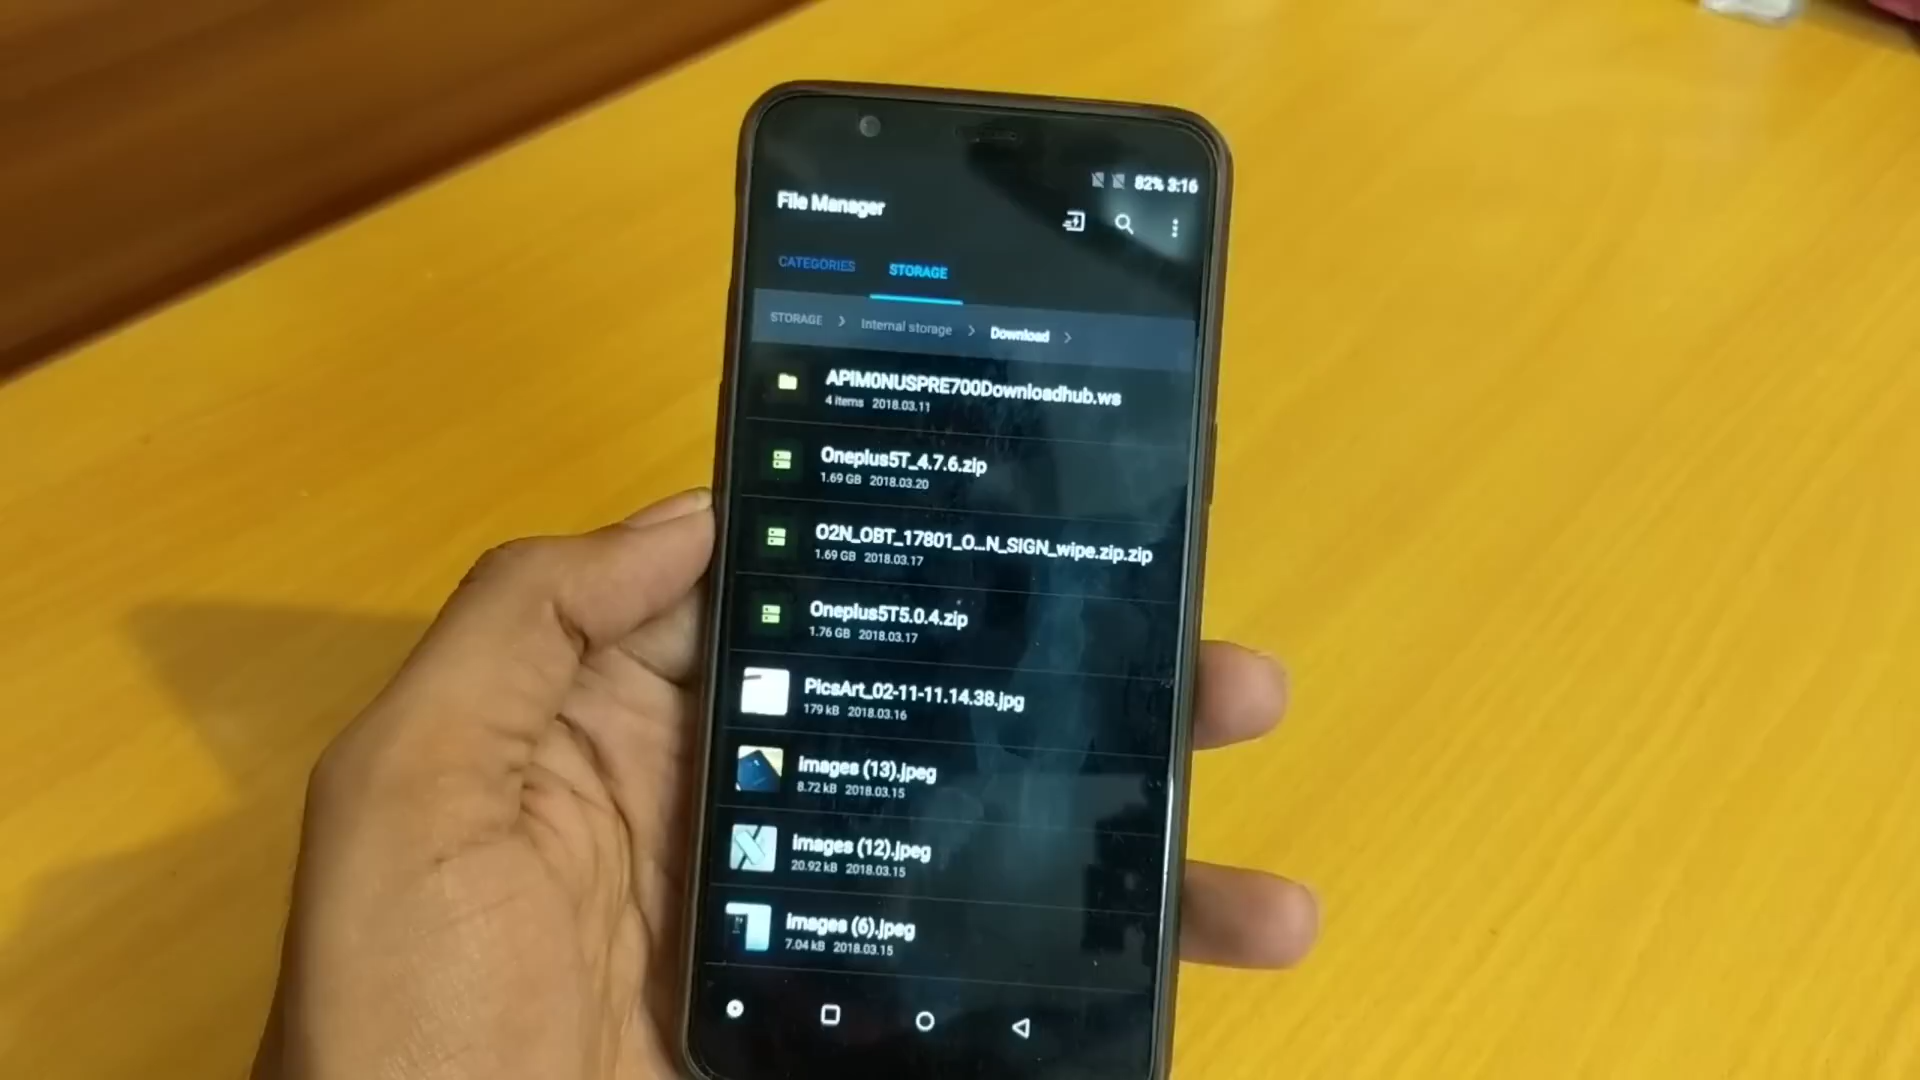 82% 3:16
File Manager
CATEGORIES STORAGE
STORAGE > Internal storage > Download >
APIM0NUSPRE700Downloadhub.ws
4 items 2018.03.11
Oneplus5T_4.7.6.zip
1.69 GB 2018.03.20
O2N_OBT_17801_O...N_SIGN_wipe.zip.zip
1.69 GB 2018.03.17
Oneplus5T5.0.4.zip
1.76 GB 2018.03.17
PicsArt_02-11-11.14.38.jpg
179 kB 2018.03.16
images (13).jpeg
8.72 kB 2018.03.15
images (12).jpeg
20.92 kB 2018.03.15
images (6).jpeg
7.04 kB 2018.03.15